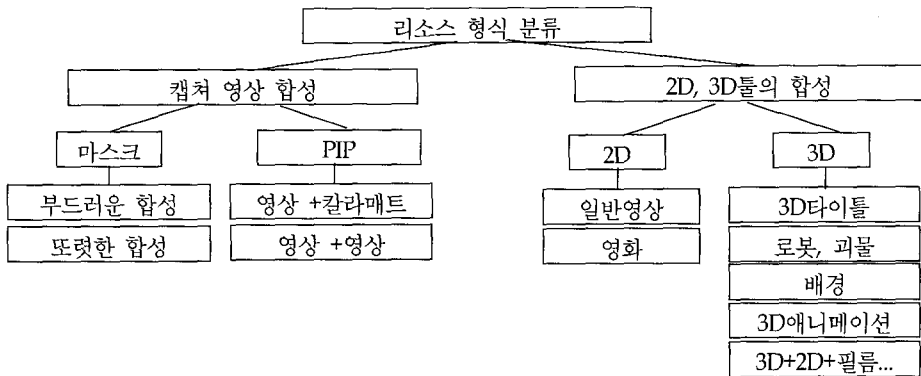 리소스 형식 분류
캡쳐 영상 합성
2D, 3D툴의 합성
마스크
PIP
2D
3D
부드러운 합성
영상 +칼라매트
일반영상
3D타이틀
또렷한 합성
영상 +영상
영화
로봇, 괴물
배경
3D애니메이션
3D+2D+필름...